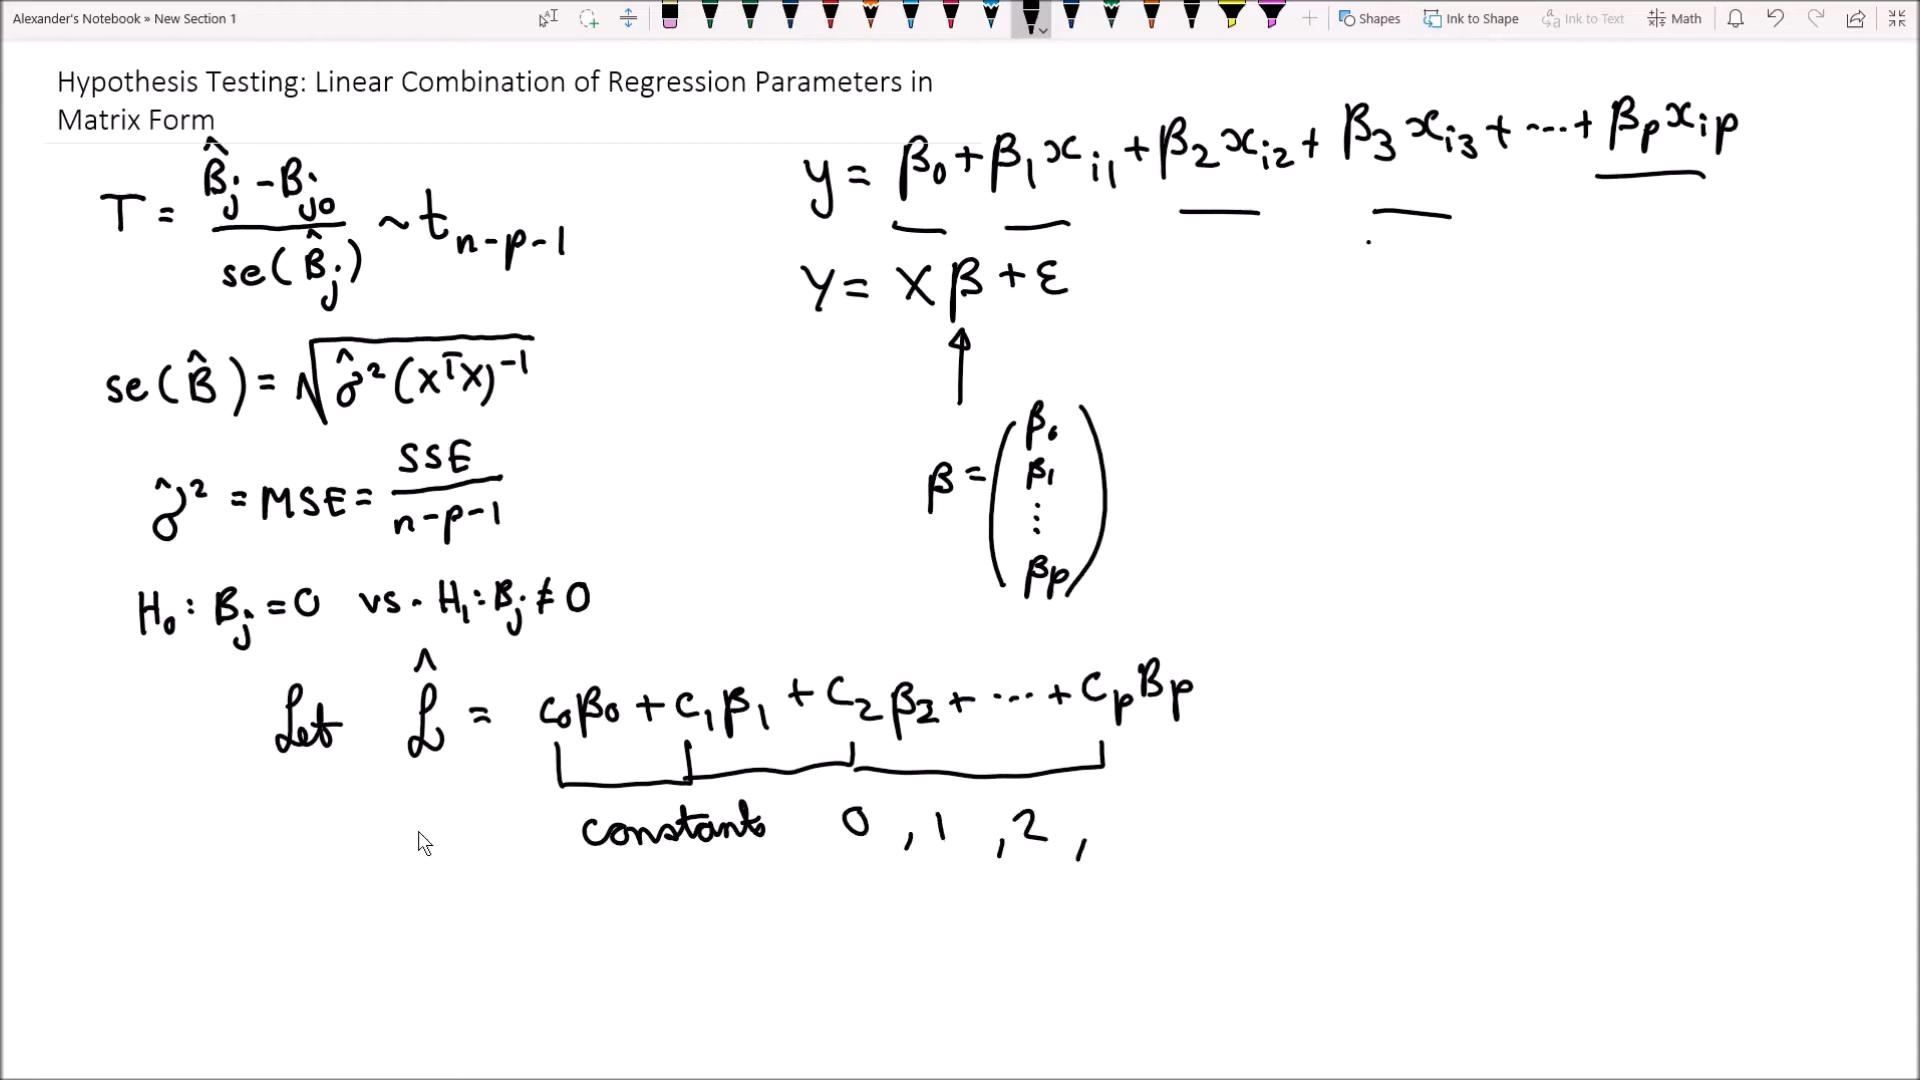 Alexander's Notebook » New Section 1
Shapes
Ink to Shape
Ink to Text
Math
Hypothesis Testing: Linear Combination of Regression Parameters in
Matrix Form
T = (β̂j - βj0) / se(β̂j) ~ t n-p-1
se(β̂) = √(σ̂²(XᵀX)⁻¹)
σ̂² = MSE = SSE / (n-p-1)
H₀: βj = 0 vs. H₁: βj ≠ 0
y = β₀ + β₁xi1 + β₂xi2 + β₃xi3 + ... + βpxip
Y = Xβ + ε
β = (β₀ β₁ ⋮ βp)
Let L̂ = c₀β₀ + c₁β₁ + c₂β₂ + ... + cpβp
constants 0, 1, 2,